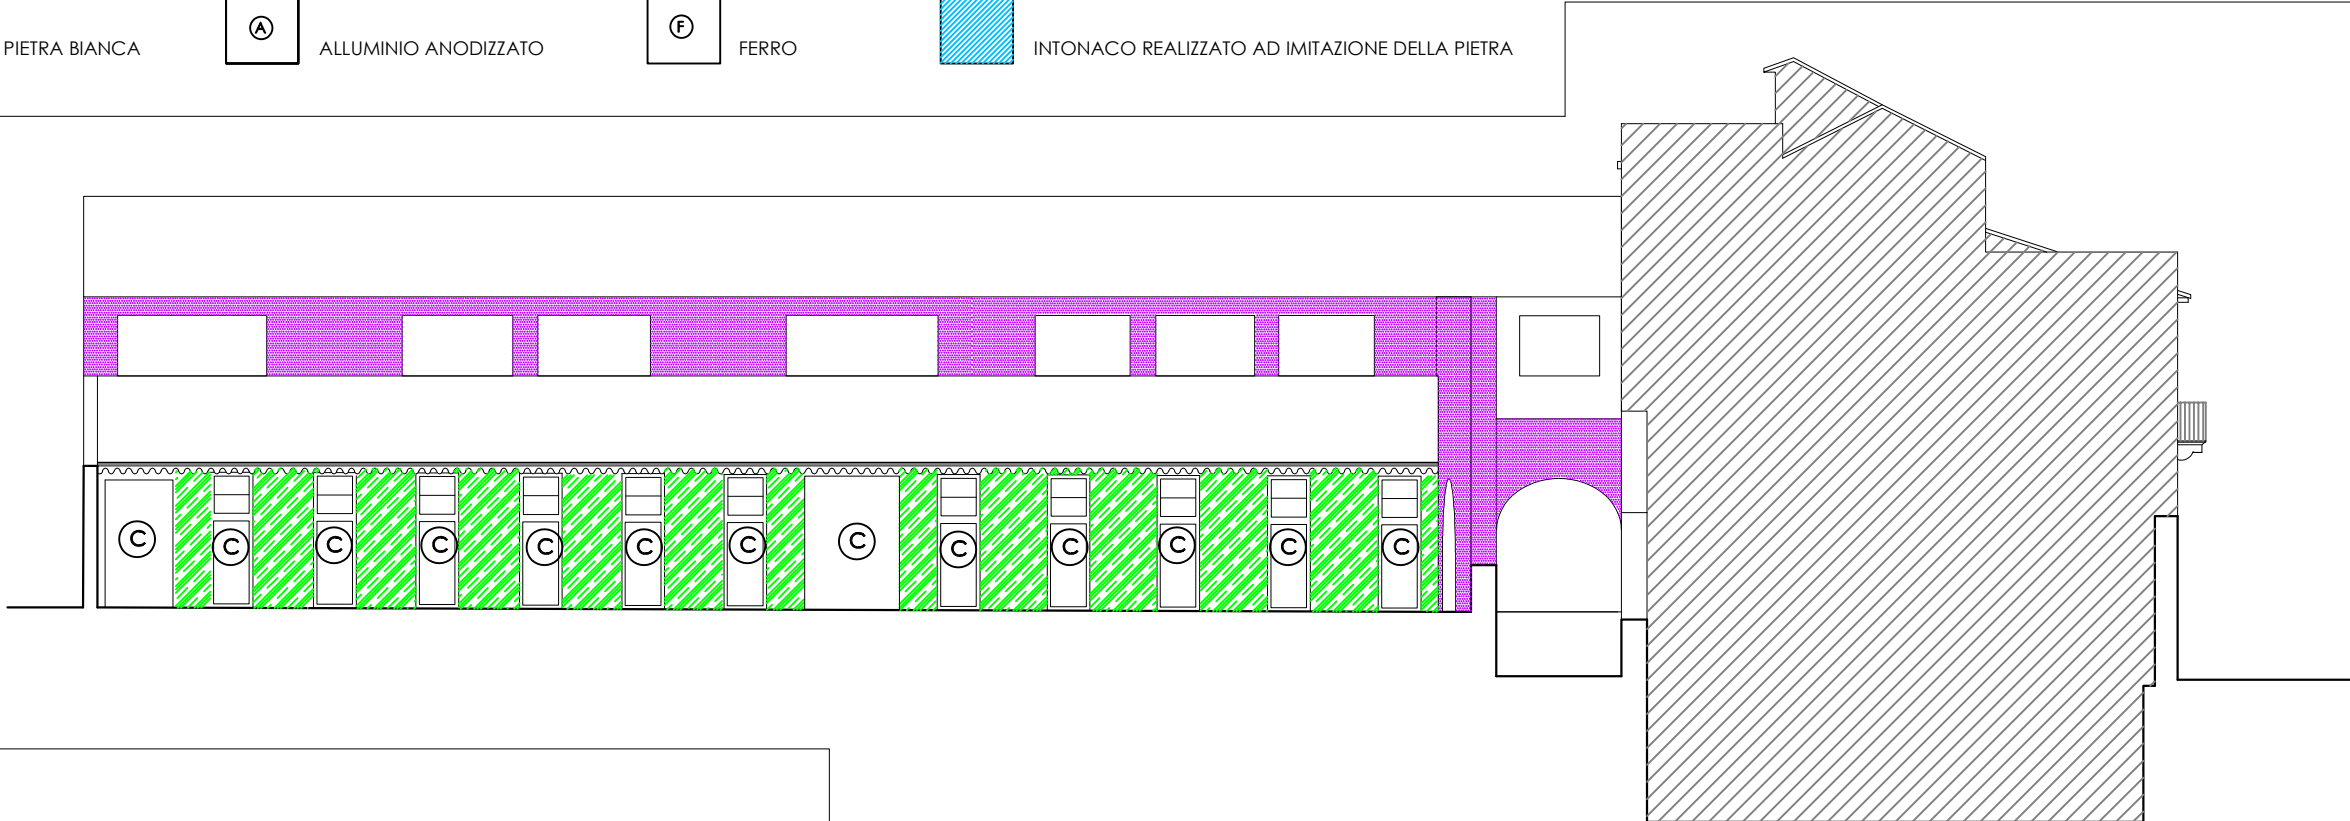 A F
PIETRA BIANCA ALLUMINIO ANODIZZATO FERRO INTONACO REALIZZATO AD IMITAZIONE DELLA PIETRA
C C C C C C C C C C C C C